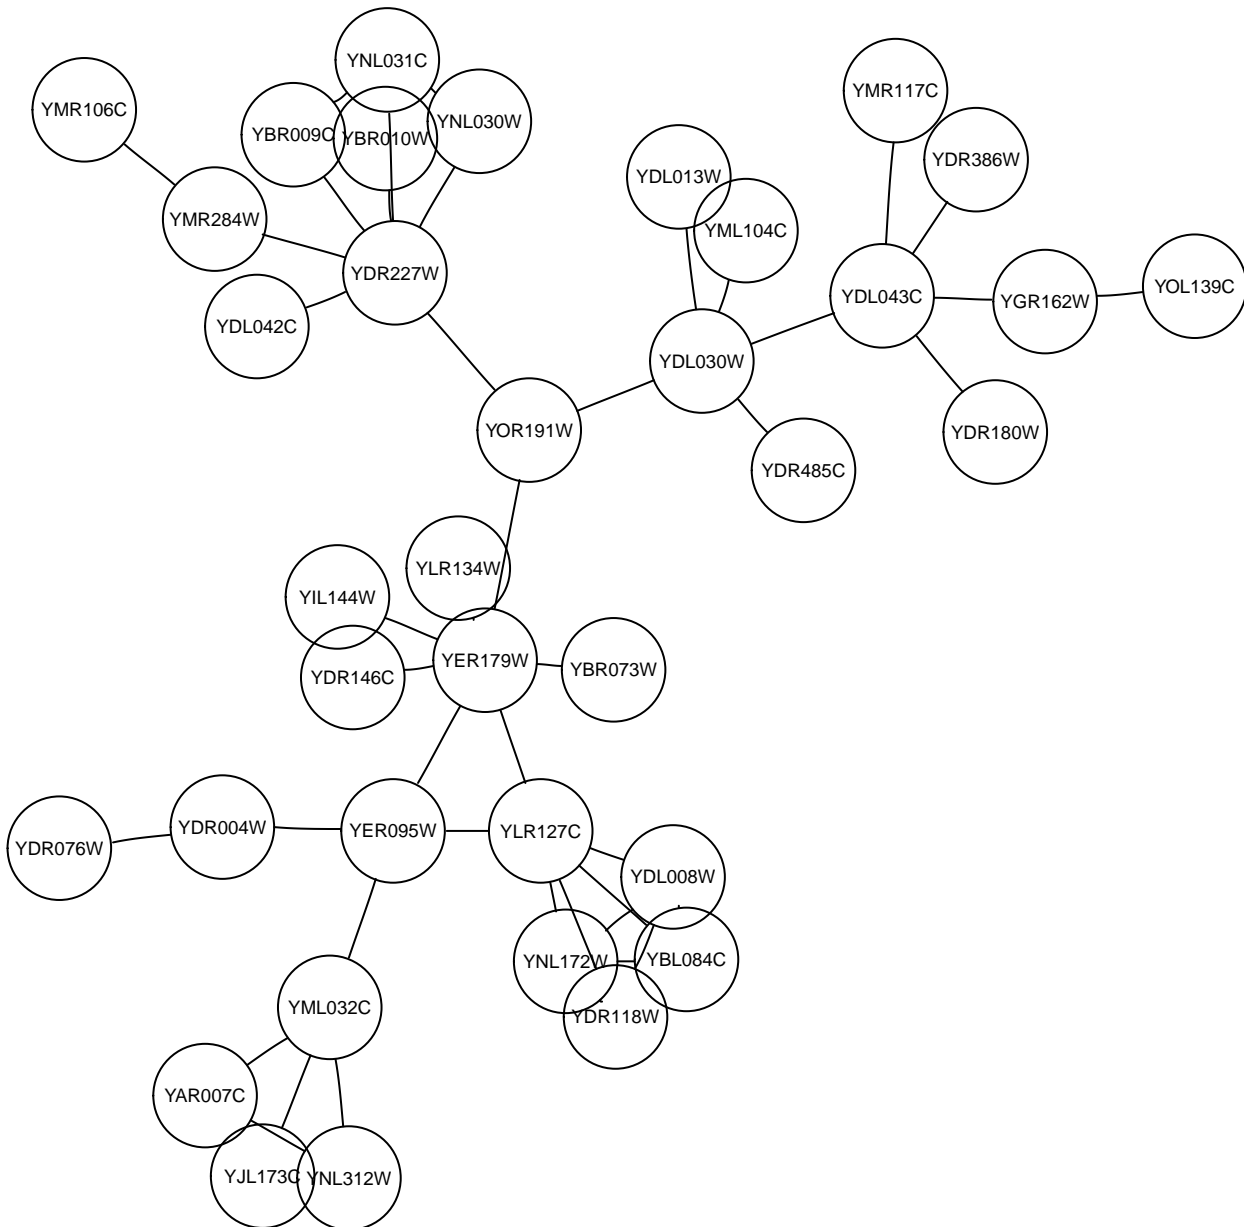 YNL031C
YMR117C
YMR106C
YNL030W
YBR009C
YBR010W
YDR386W
YDL013W
YMR284W
YML104C
YDR227W
YOL139C
YDL043C
YGR162W
YDL042C
YDL030W
YOR191W
YDR180W
YDR485C
YLR134W
YIL144W
YER179W
YBR073W
YDR146C
YDR004W
YER095W
YLR127C
YDR076W
YDL008W
YNL172W
YBL084C
YML032C
YDR118W
YAR007C
YJL173C
YNL312W